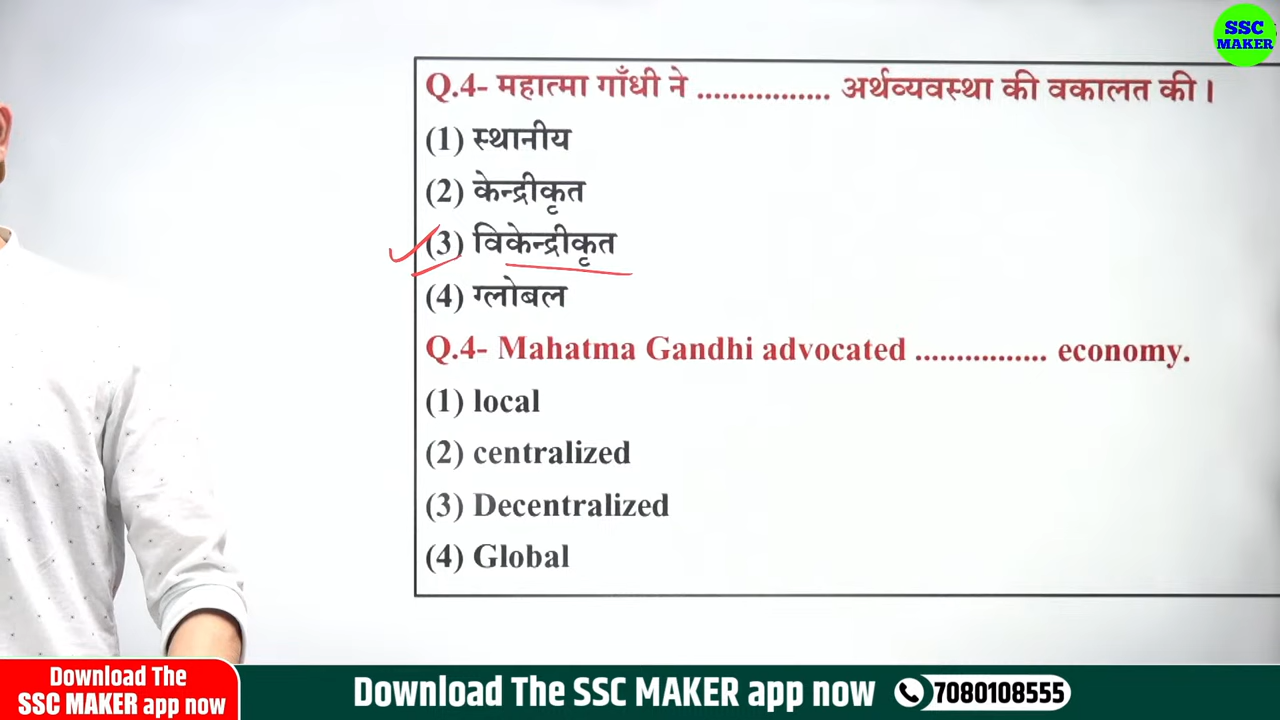 SSC
MAKER
Q.4- महात्मा गाँधी ने ................ अर्थव्यवस्था की वकालत की।
(1) स्थानीय
(2) केन्द्रीकृत
(3) विकेन्द्रीकृत
(4) ग्लोबल
Q.4- Mahatma Gandhi advocated ................ economy.
(1) local
(2) centralized
(3) Decentralized
(4) Global
Download The
SSC MAKER app now
Download The SSC MAKER app now 7080108555